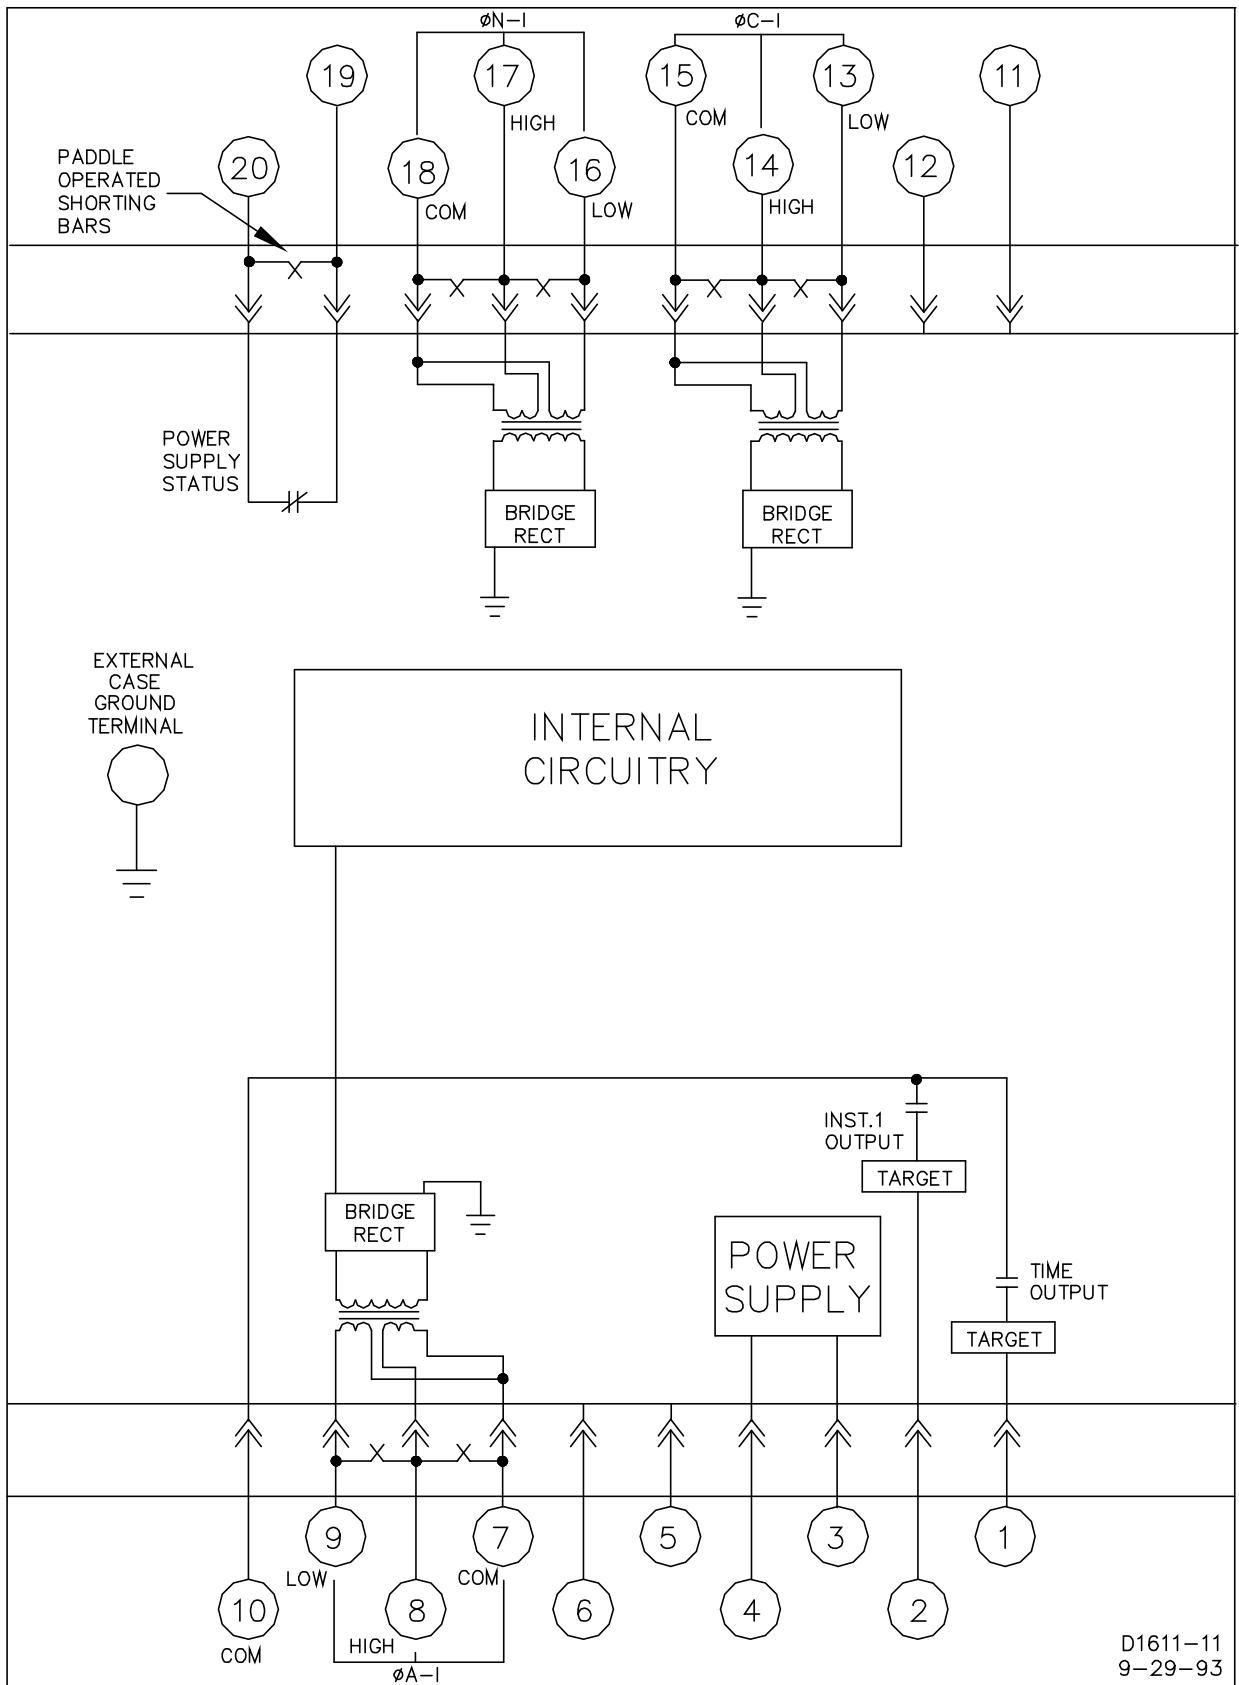 øN-I
øC-I
19
17
15
13
11
HIGH
COM
LOW
PADDLE
OPERATED
SHORTING
BARS
20
18
16
14
12
COM
LOW
HIGH
POWER
SUPPLY
STATUS
BRIDGE
RECT
BRIDGE
RECT
EXTERNAL
CASE
GROUND
TERMINAL
INTERNAL
CIRCUITRY
INST.1
OUTPUT
TARGET
BRIDGE
RECT
POWER
SUPPLY
TIME
OUTPUT
TARGET
9
7
5
3
1
LOW
COM
10
8
6
4
2
COM
HIGH
øA-I
D1611-11
9-29-93